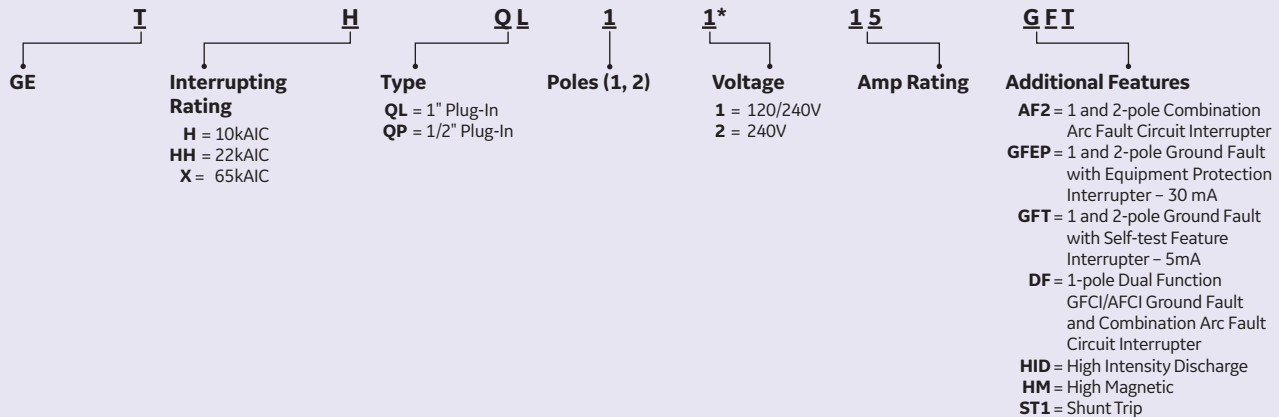 T H QL 1 1* 15 GFT
GE
Interrupting
Rating
H = 10kAIC
HH = 22kAIC
X = 65kAIC
Type
QL = 1" Plug-In
QP = 1/2" Plug-In
Poles (1, 2)
Voltage
1 = 120/240V
2 = 240V
Amp Rating
Additional Features
AF2 = 1 and 2-pole Combination
Arc Fault Circuit Interrupter
GFEP = 1 and 2-pole Ground Fault
with Equipment Protection
Interrupter – 30 mA
GFT = 1 and 2-pole Ground Fault
with Self-test Feature
Interrupter – 5mA
DF = 1-pole Dual Function
GFCI/AFCI Ground Fault
and Combination Arc Fault
Circuit Interrupter
HID = High Intensity Discharge
HM = High Magnetic
ST1 = Shunt Trip